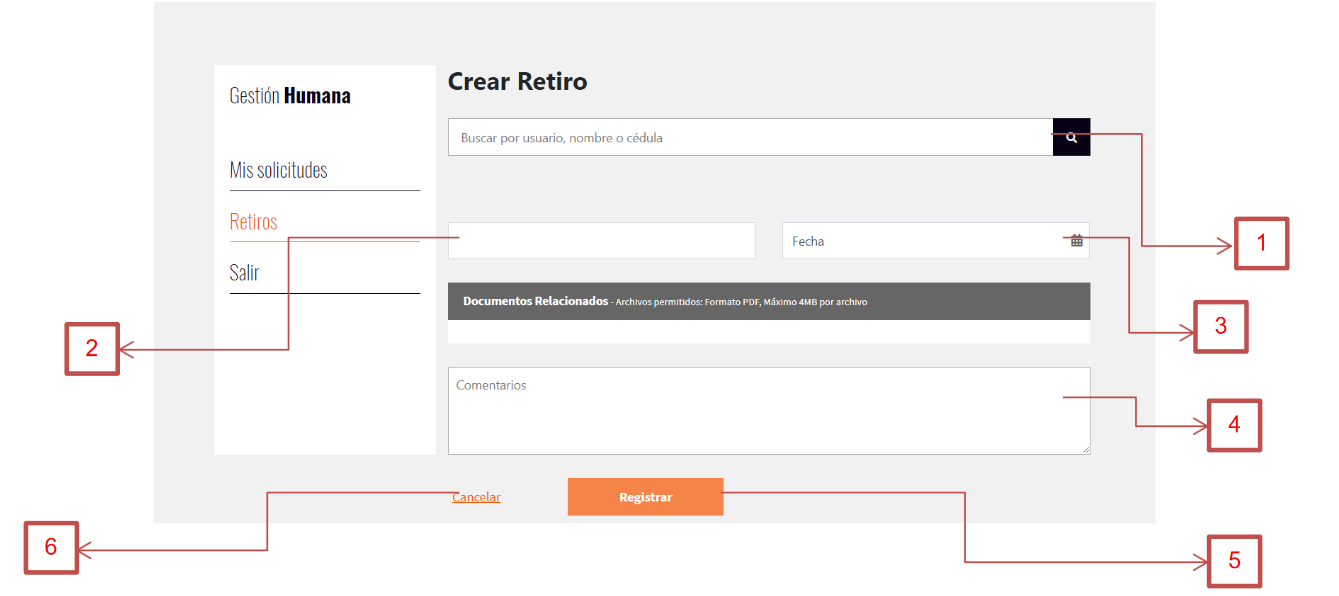 Gestión Humana
Mis solicitudes
Retiros
Salir
Crear Retiro
Buscar por usuario, nombre o cédula
Fecha
Documentos Relacionados - Archivos permitidos: Formato PDF, Máximo 4MB por archivo
Comentarios
Cancelar
Registrar
1
2
3
4
5
6